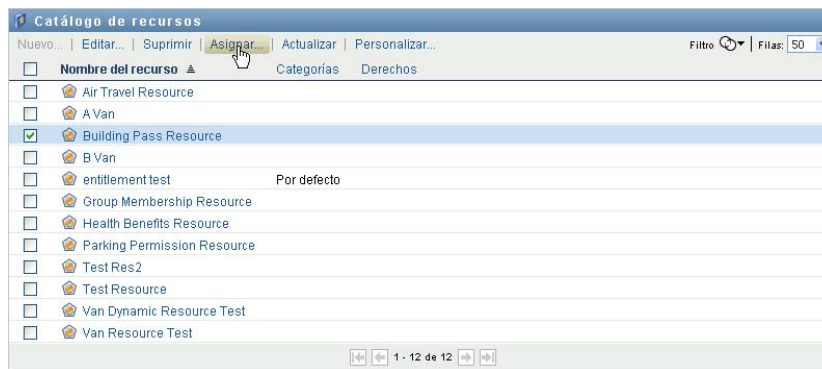 Catálogo de recursos
Nuevo... | Editar... | Suprimir | Asignar... | Actualizar | Personalizar... Filtro | Filas: 50
Nombre del recurso Categorías Derechos
Air Travel Resource
A Van
Building Pass Resource
B Van
entitlement test Por defecto
Group Membership Resource
Health Benefits Resource
Parking Permission Resource
Test Res2
Test Resource
Van Dynamic Resource Test
Van Resource Test
1 - 12 de 12